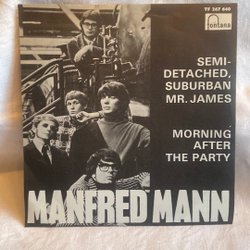 TF 267 640
fontana
SEMI-
DETACHED,
SUBURBAN
MR. JAMES
MORNING
AFTER
THE PARTY
MANFRED MANN